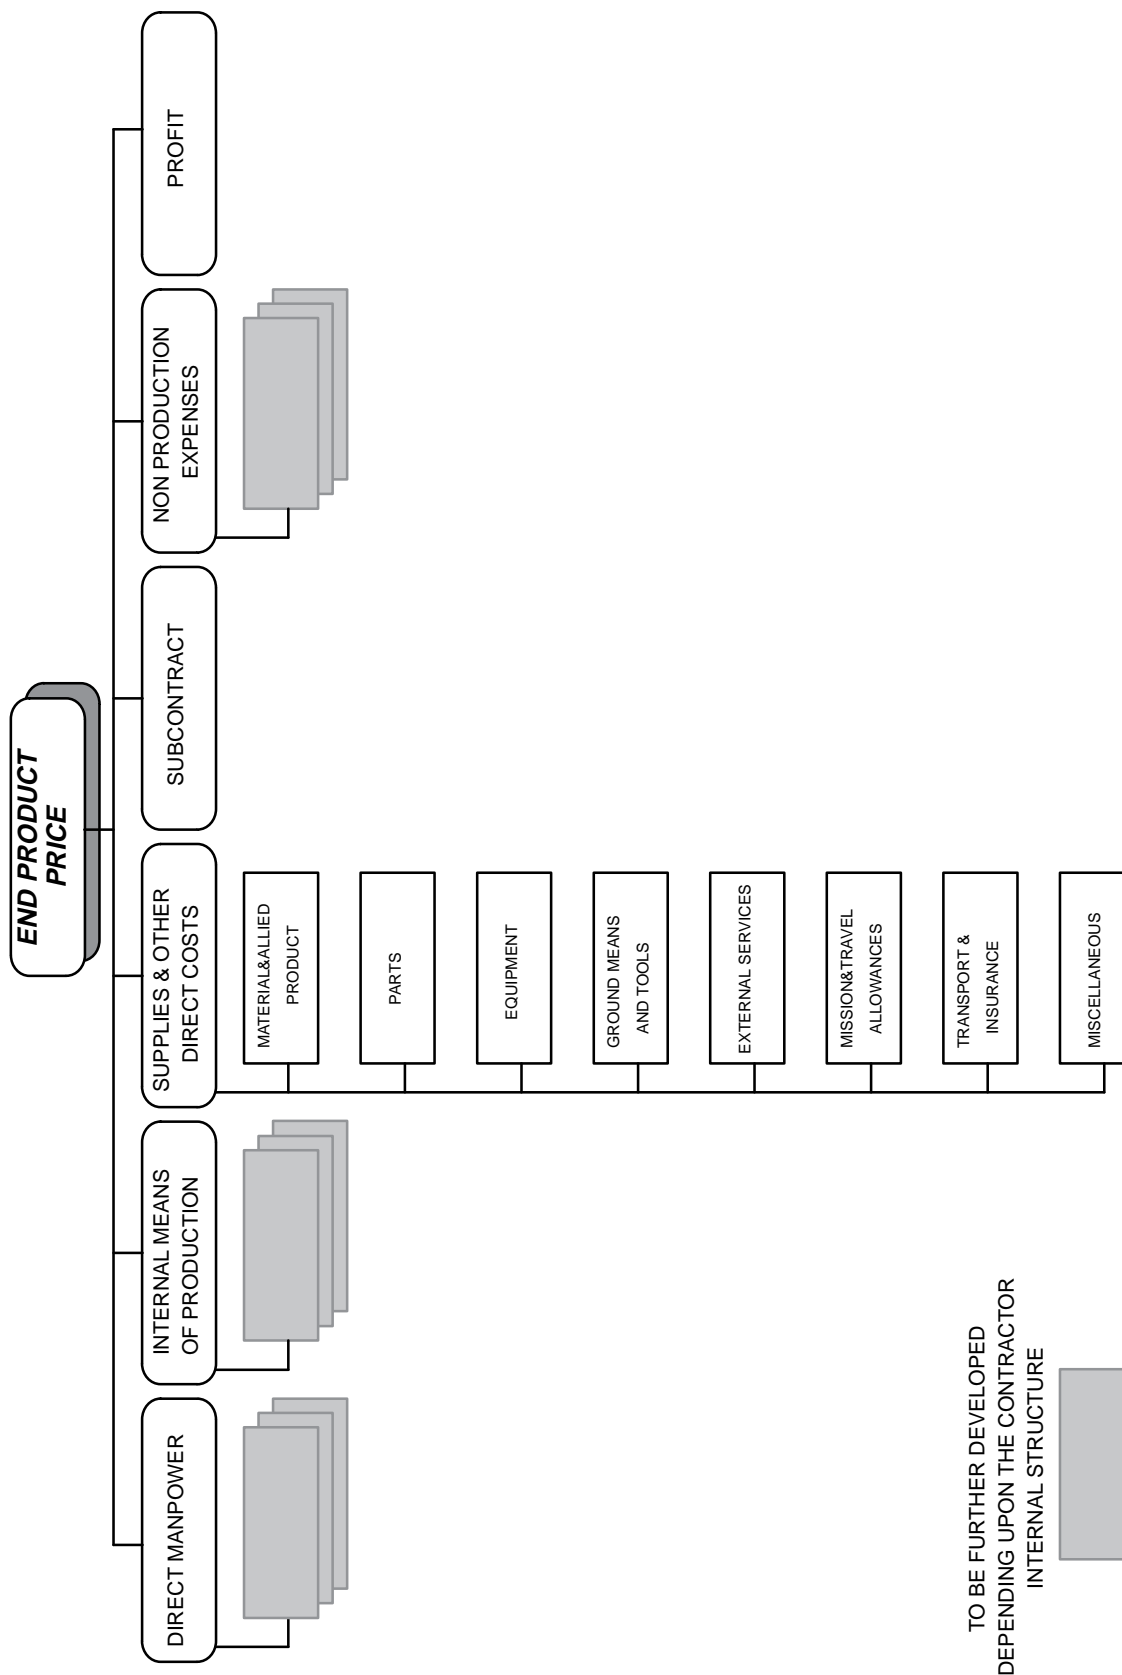 END PRODUCT
PRICE
DIRECT MANPOWER
INTERNAL MEANS
OF PRODUCTION
SUPPLIES & OTHER
DIRECT COSTS
SUBCONTRACT
NON PRODUCTION
EXPENSES
PROFIT
MATERIAL&ALLIED
PRODUCT
PARTS
EQUIPMENT
GROUND MEANS
AND TOOLS
EXTERNAL SERVICES
MISSION&TRAVEL
ALLOWANCES
TRANSPORT &
INSURANCE
MISCELLANEOUS
TO BE FURTHER DEVELOPED
DEPENDING UPON THE CONTRACTOR
INTERNAL STRUCTURE